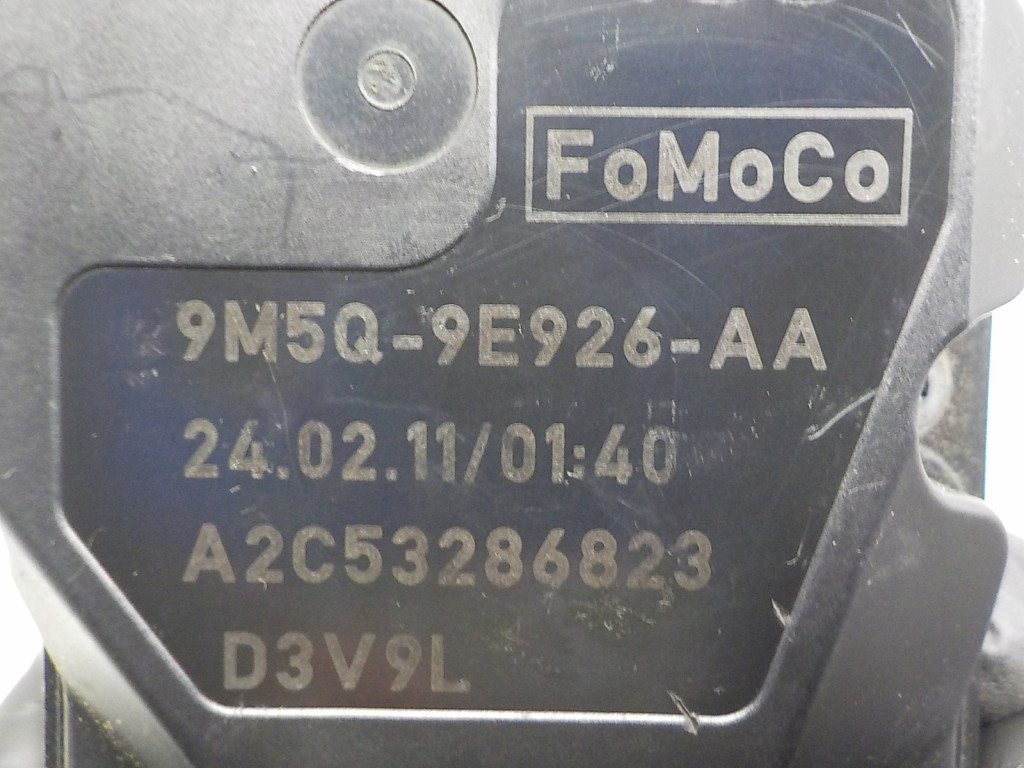 FoMoCo
9M5Q-9E926-AA
24.02.11/01:40
A2C53286823
D3V9L